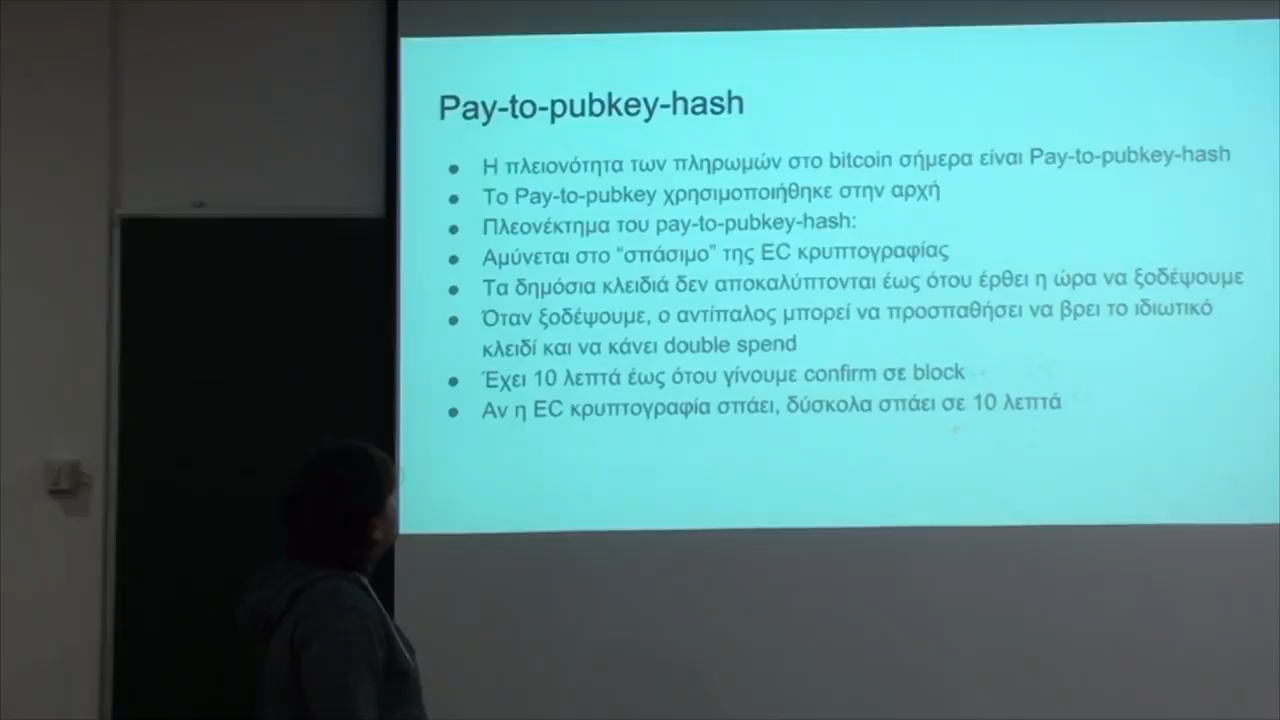 Pay-to-pubkey-hash
● Η πλειονότητα των πληρωμών στο bitcoin σήμερα είναι Pay-to-pubkey-hash
● Το Pay-to-pubkey χρησιμοποιήθηκε στην αρχή
● Πλεονέκτημα του pay-to-pubkey-hash:
● Αμύνεται στο “σπάσιμο” της EC κρυπτογραφίας
● Τα δημόσια κλειδιά δεν αποκαλύπτονται έως ότου έρθει η ώρα να ξοδέψουμε
● Όταν ξοδέψουμε, ο αντίπαλος μπορεί να προσπαθήσει να βρει το ιδιωτικό
κλειδί και να κάνει double spend
● Έχει 10 λεπτά έως ότου γίνουμε confirm σε block
● Αν η EC κρυπτογραφία σπάει, δύσκολα σπάει σε 10 λεπτά